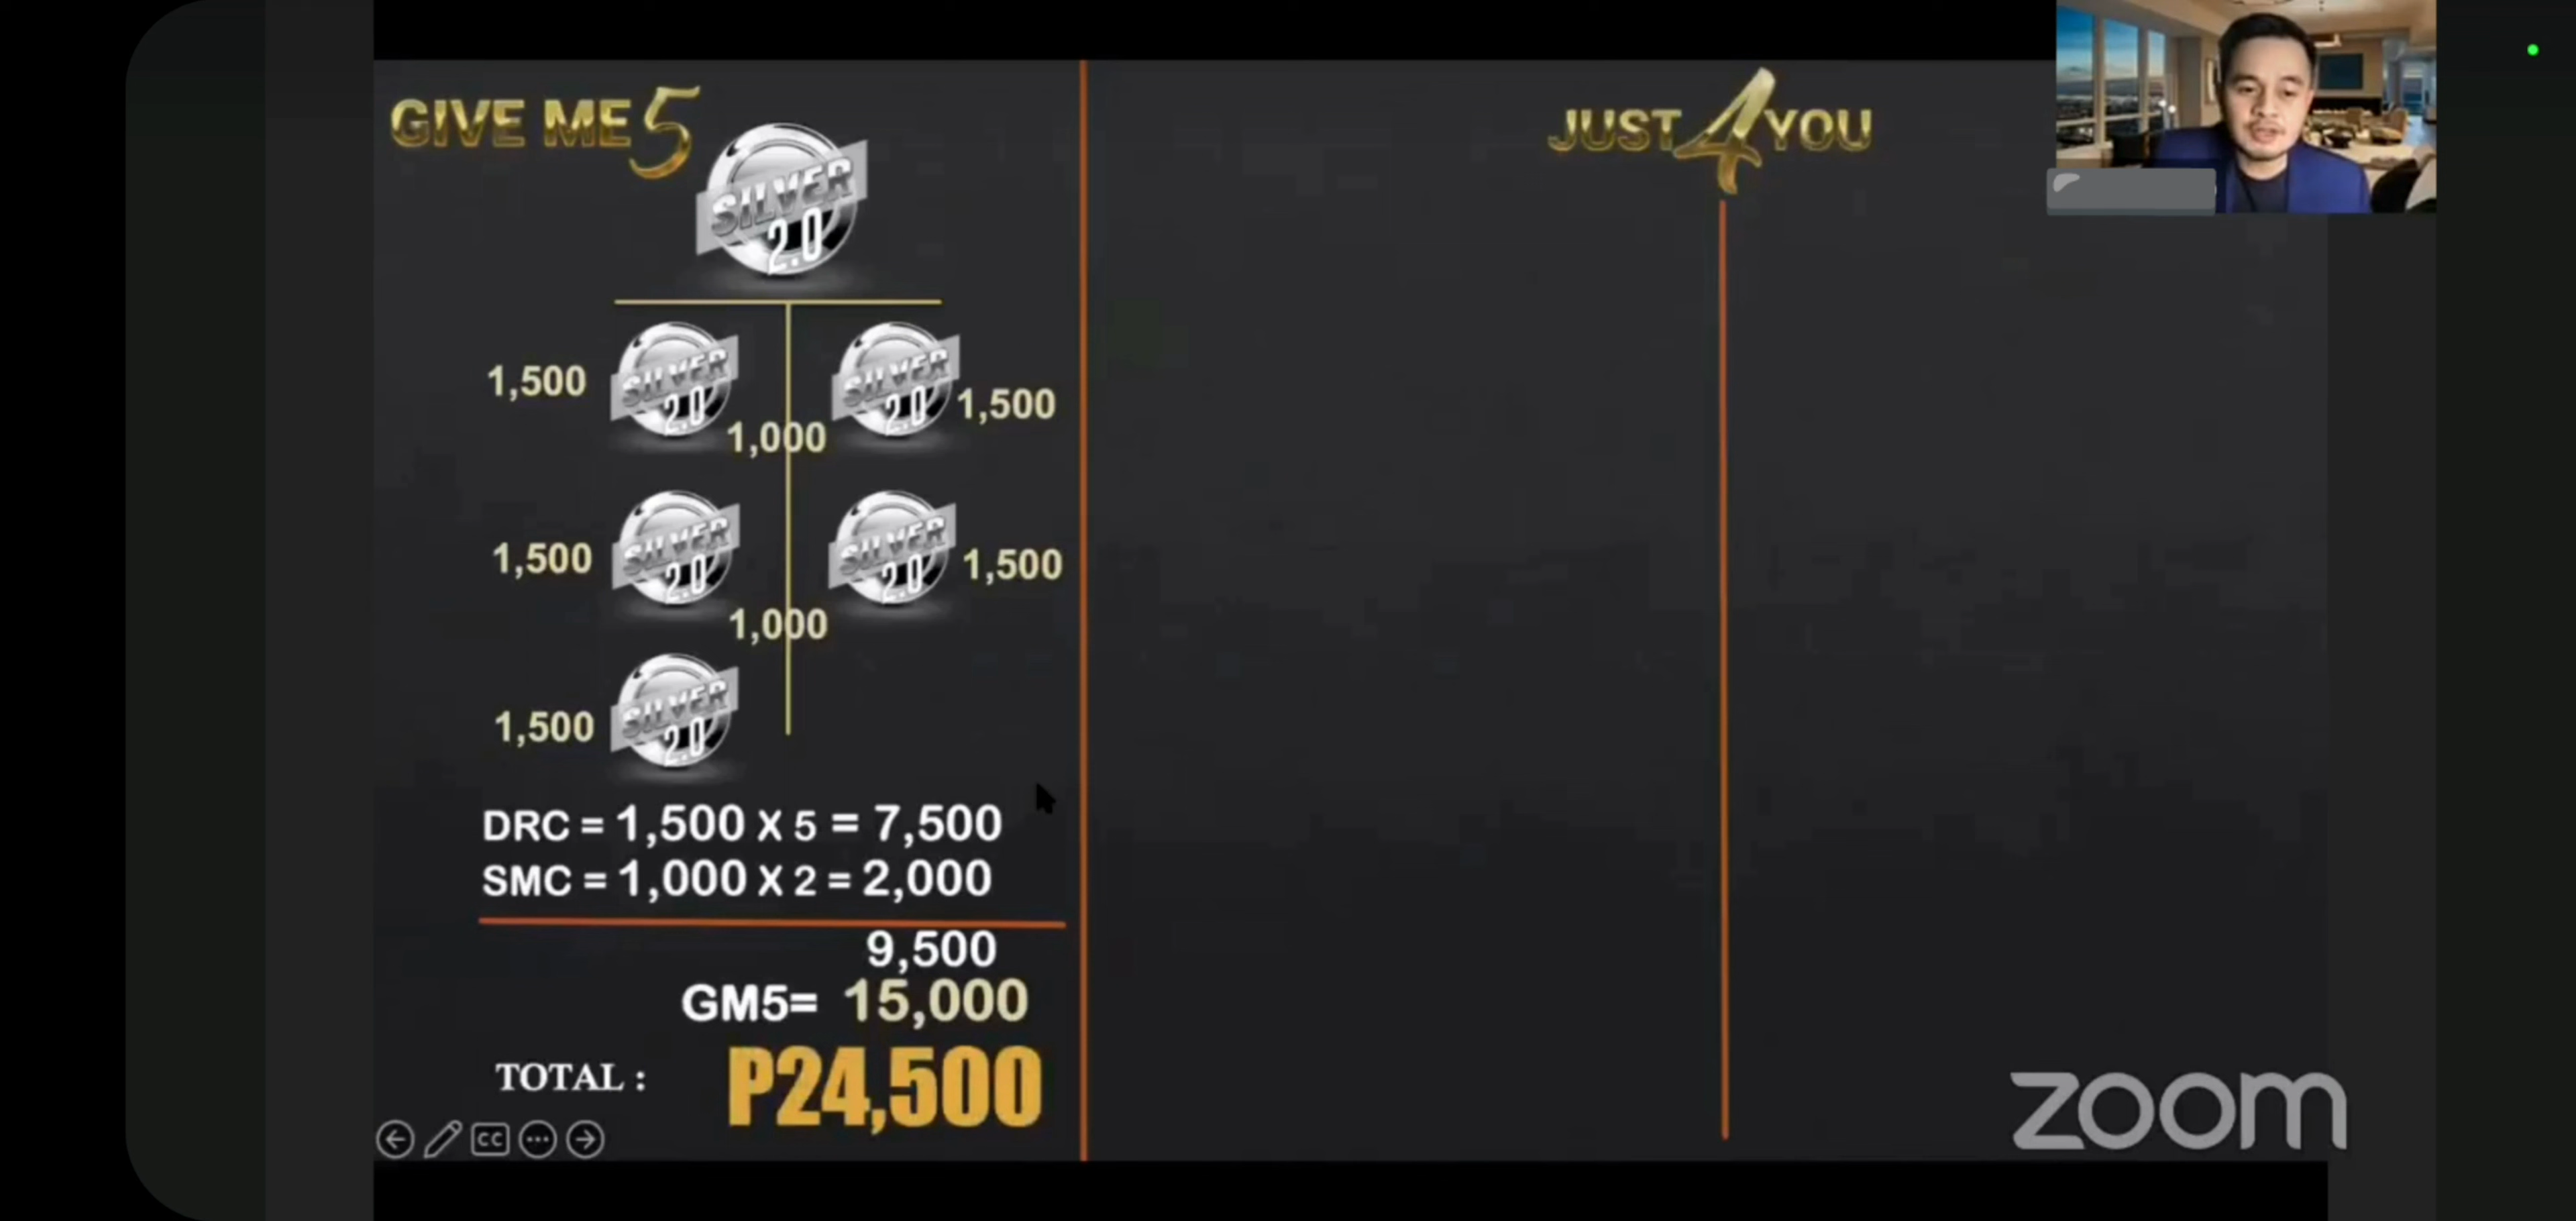 GIVE ME 5
SILVER
2.0
JUST 4 YOU
1,500
SILVER
2.0
1,000
SILVER
2.0
1,500
1,500
SILVER
2.0
1,000
SILVER
2.0
1,500
1,500
SILVER
2.0
DRC = 1,500 X 5 = 7,500
SMC = 1,000 X 2 = 2,000
9,500
GM5= 15,000
TOTAL : P24,500
CC
zoom